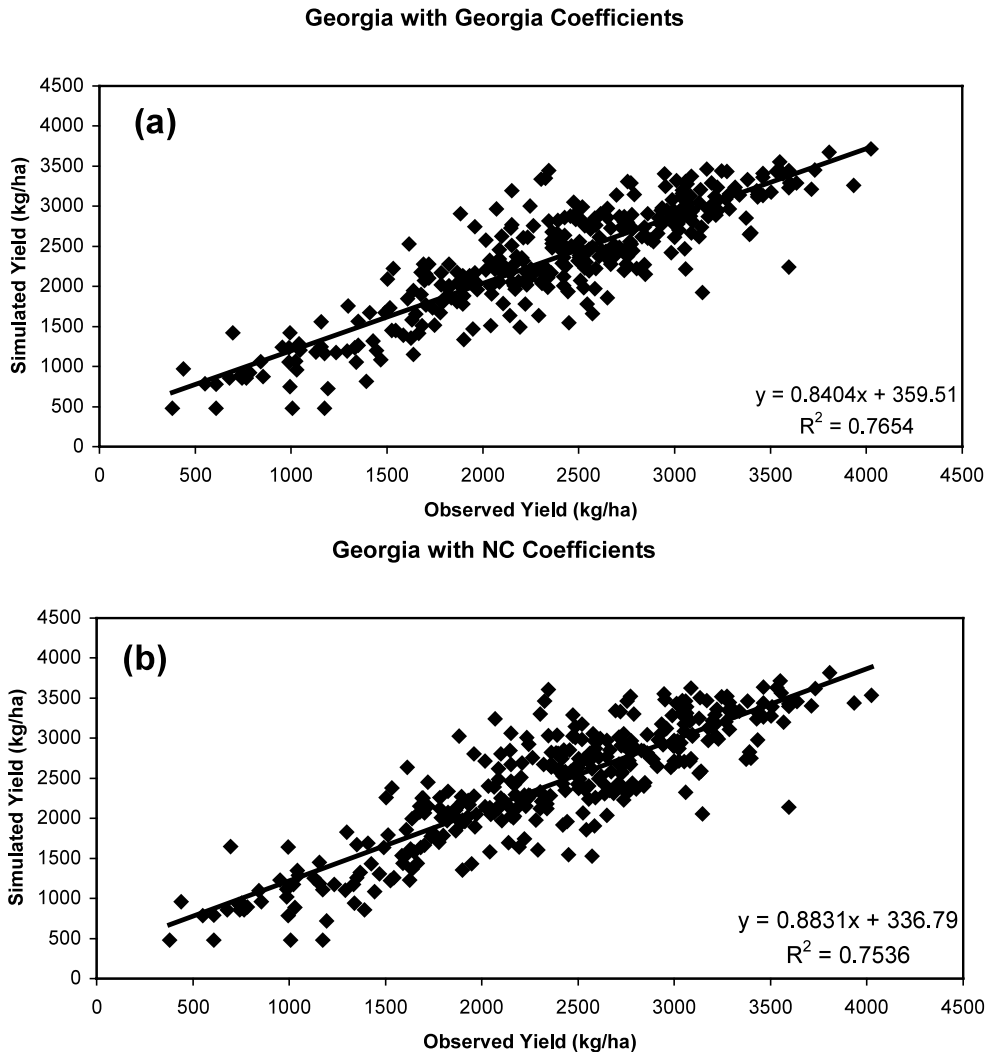 Georgia with Georgia Coefficients
4500
4000
3500
3000
2500
2000
1500
1000
500
0
Simulated Yield (kg/ha)
(a)
y = 0.8404x + 359.51
R² = 0.7654
0 500 1000 1500 2000 2500 3000 3500 4000 4500
Observed Yield (kg/ha)
Georgia with NC Coefficients
4500
4000
3500
3000
2500
2000
1500
1000
500
0
Simulated Yield (kg/ha)
(b)
y = 0.8831x + 336.79
R² = 0.7536
0 500 1000 1500 2000 2500 3000 3500 4000 4500
Observed Yield (kg/ha)